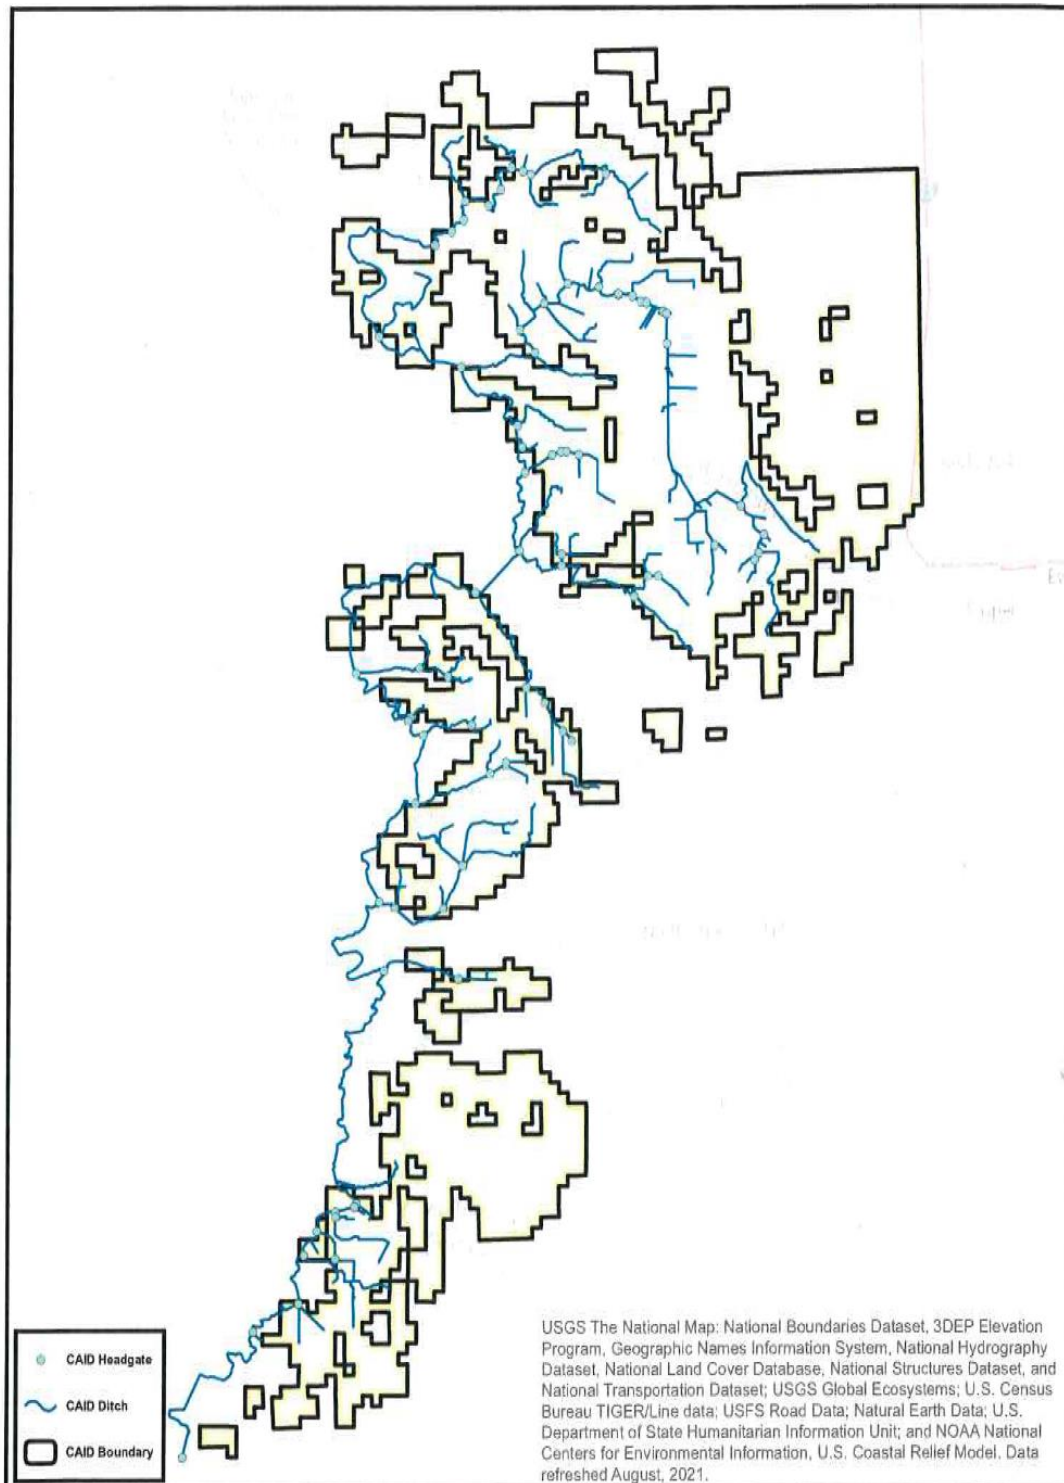 CAID Headgate
CAID Ditch
CAID Boundary
USGS The National Map: National Boundaries Dataset, 3DEP Elevation
Program, Geographic Names Information System, National Hydrography
Dataset, National Land Cover Database, National Structures Dataset, and
National Transportation Dataset; USGS Global Ecosystems; U.S. Census
Bureau TIGER/Line data; USFS Road Data; Natural Earth Data; U.S.
Department of State Humanitarian Information Unit; and NOAA National
Centers for Environmental Information, U.S. Coastal Relief Model. Data
refreshed August, 2021.